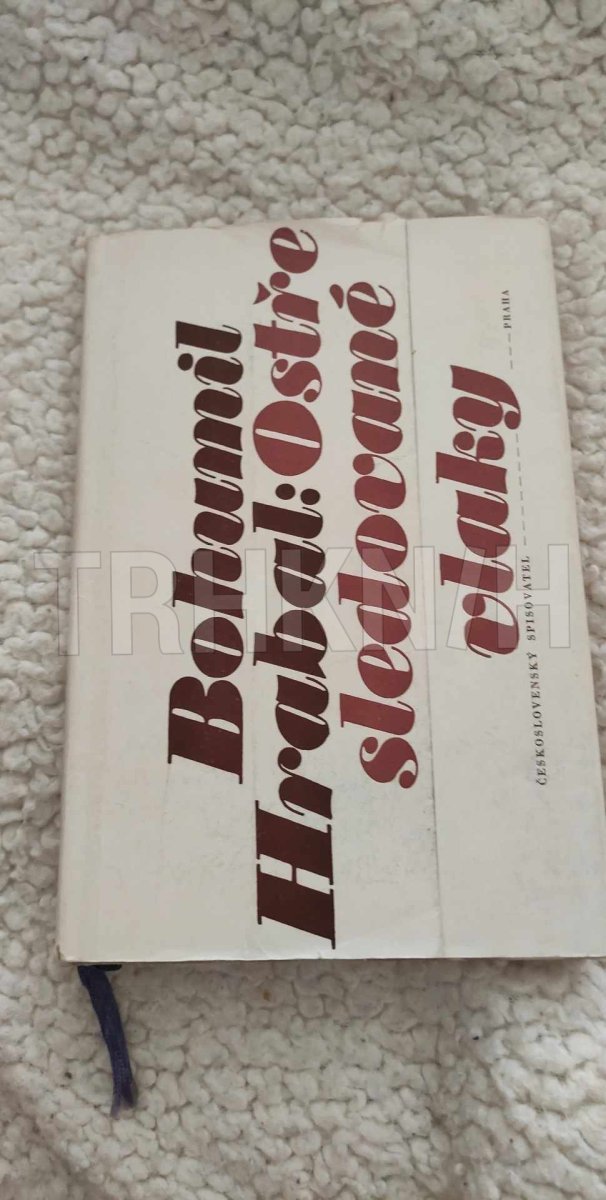 Bohumil
Hrabal: Ostře
sledované
vlaky
ČESKOSLOVENSKÝ SPISOVATEL — — — — — — — — — — — — PRAHA
TRHKNIH